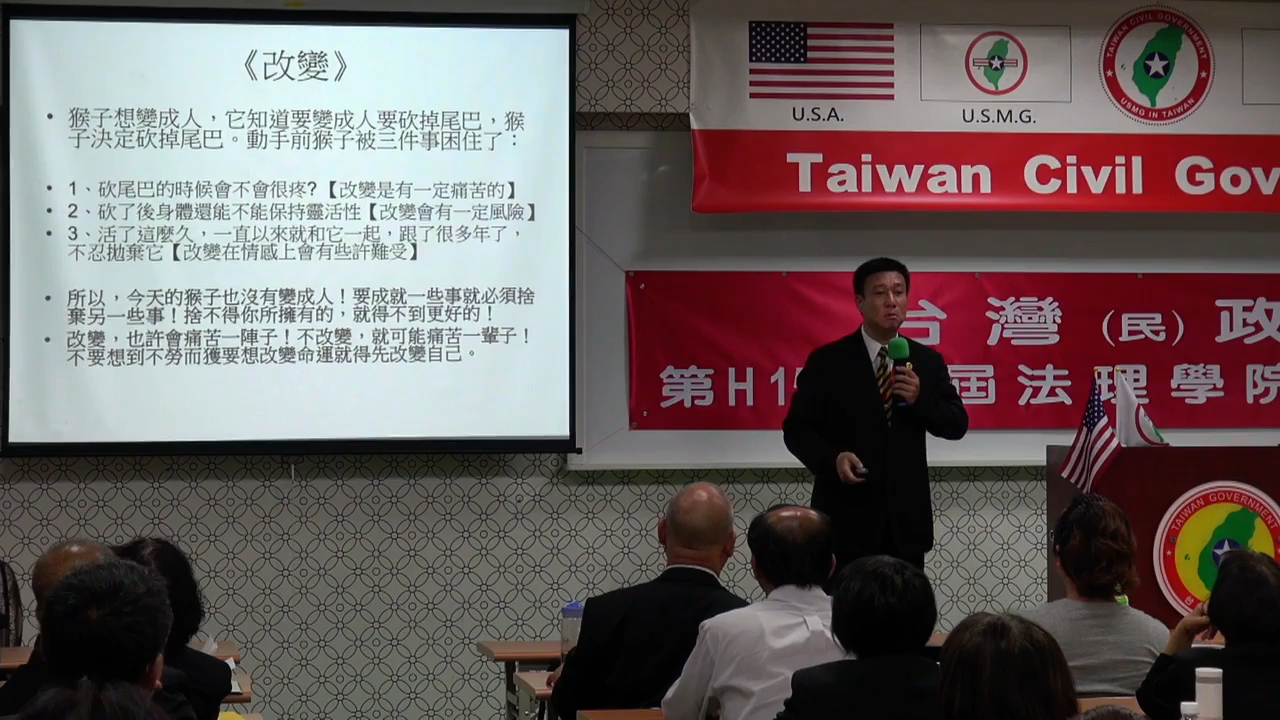 《改變》
• 猴子想變成人，它知道要變成人要砍掉尾巴，猴
子決定砍掉尾巴。動手前猴子被三件事困住了：
• 1、砍尾巴的時候會不會很疼?【改變是有一定痛苦的】
• 2、砍了後身體還能不能保持靈活性【改變會有一定風險】
• 3、活了這麼久，一直以來就和它一起，跟了很多年了，
不忍拋棄它【改變在情感上會有些許難受】
• 所以，今天的猴子也沒有變成人！要成就一些事就必須捨
棄另一些事！捨不得你所擁有的，就得不到更好的！
• 改變，也許會痛苦一陣子！不改變，就可能痛苦一輩子！
不要想到不勞而獲要想改變命運就得先改變自己。
U.S.A.
U.S.M.G.
TAIWAN CIVIL GOVERNMENT
USMG IN TAIWAN
Taiwan Civil Gov
台灣（民）政
第H1 屆法理學院
TAIWAN GOVERNMENT